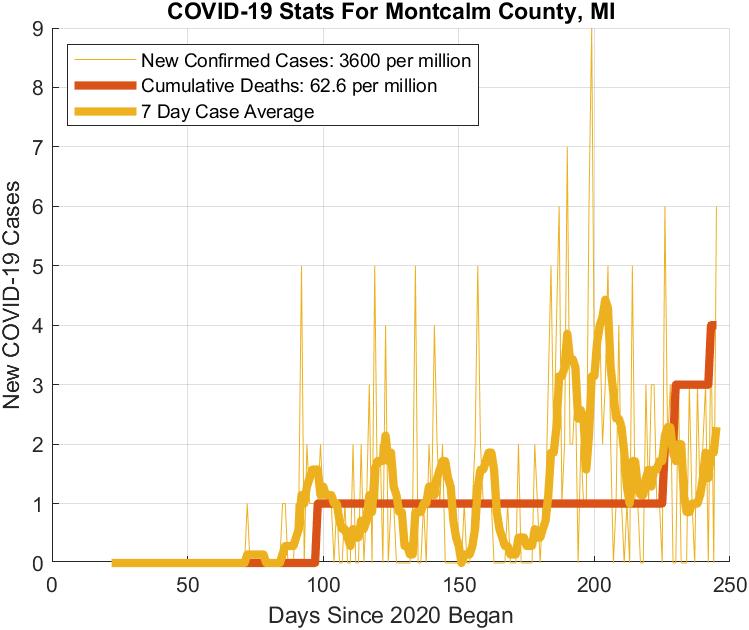 COVID-19 Stats For Montcalm County, MI
New Confirmed Cases: 3600 per million
Cumulative Deaths: 62.6 per million
7 Day Case Average
New COVID-19 Cases
9
8
7
6
5
4
3
2
1
0
0 50 100 150 200 250
Days Since 2020 Began